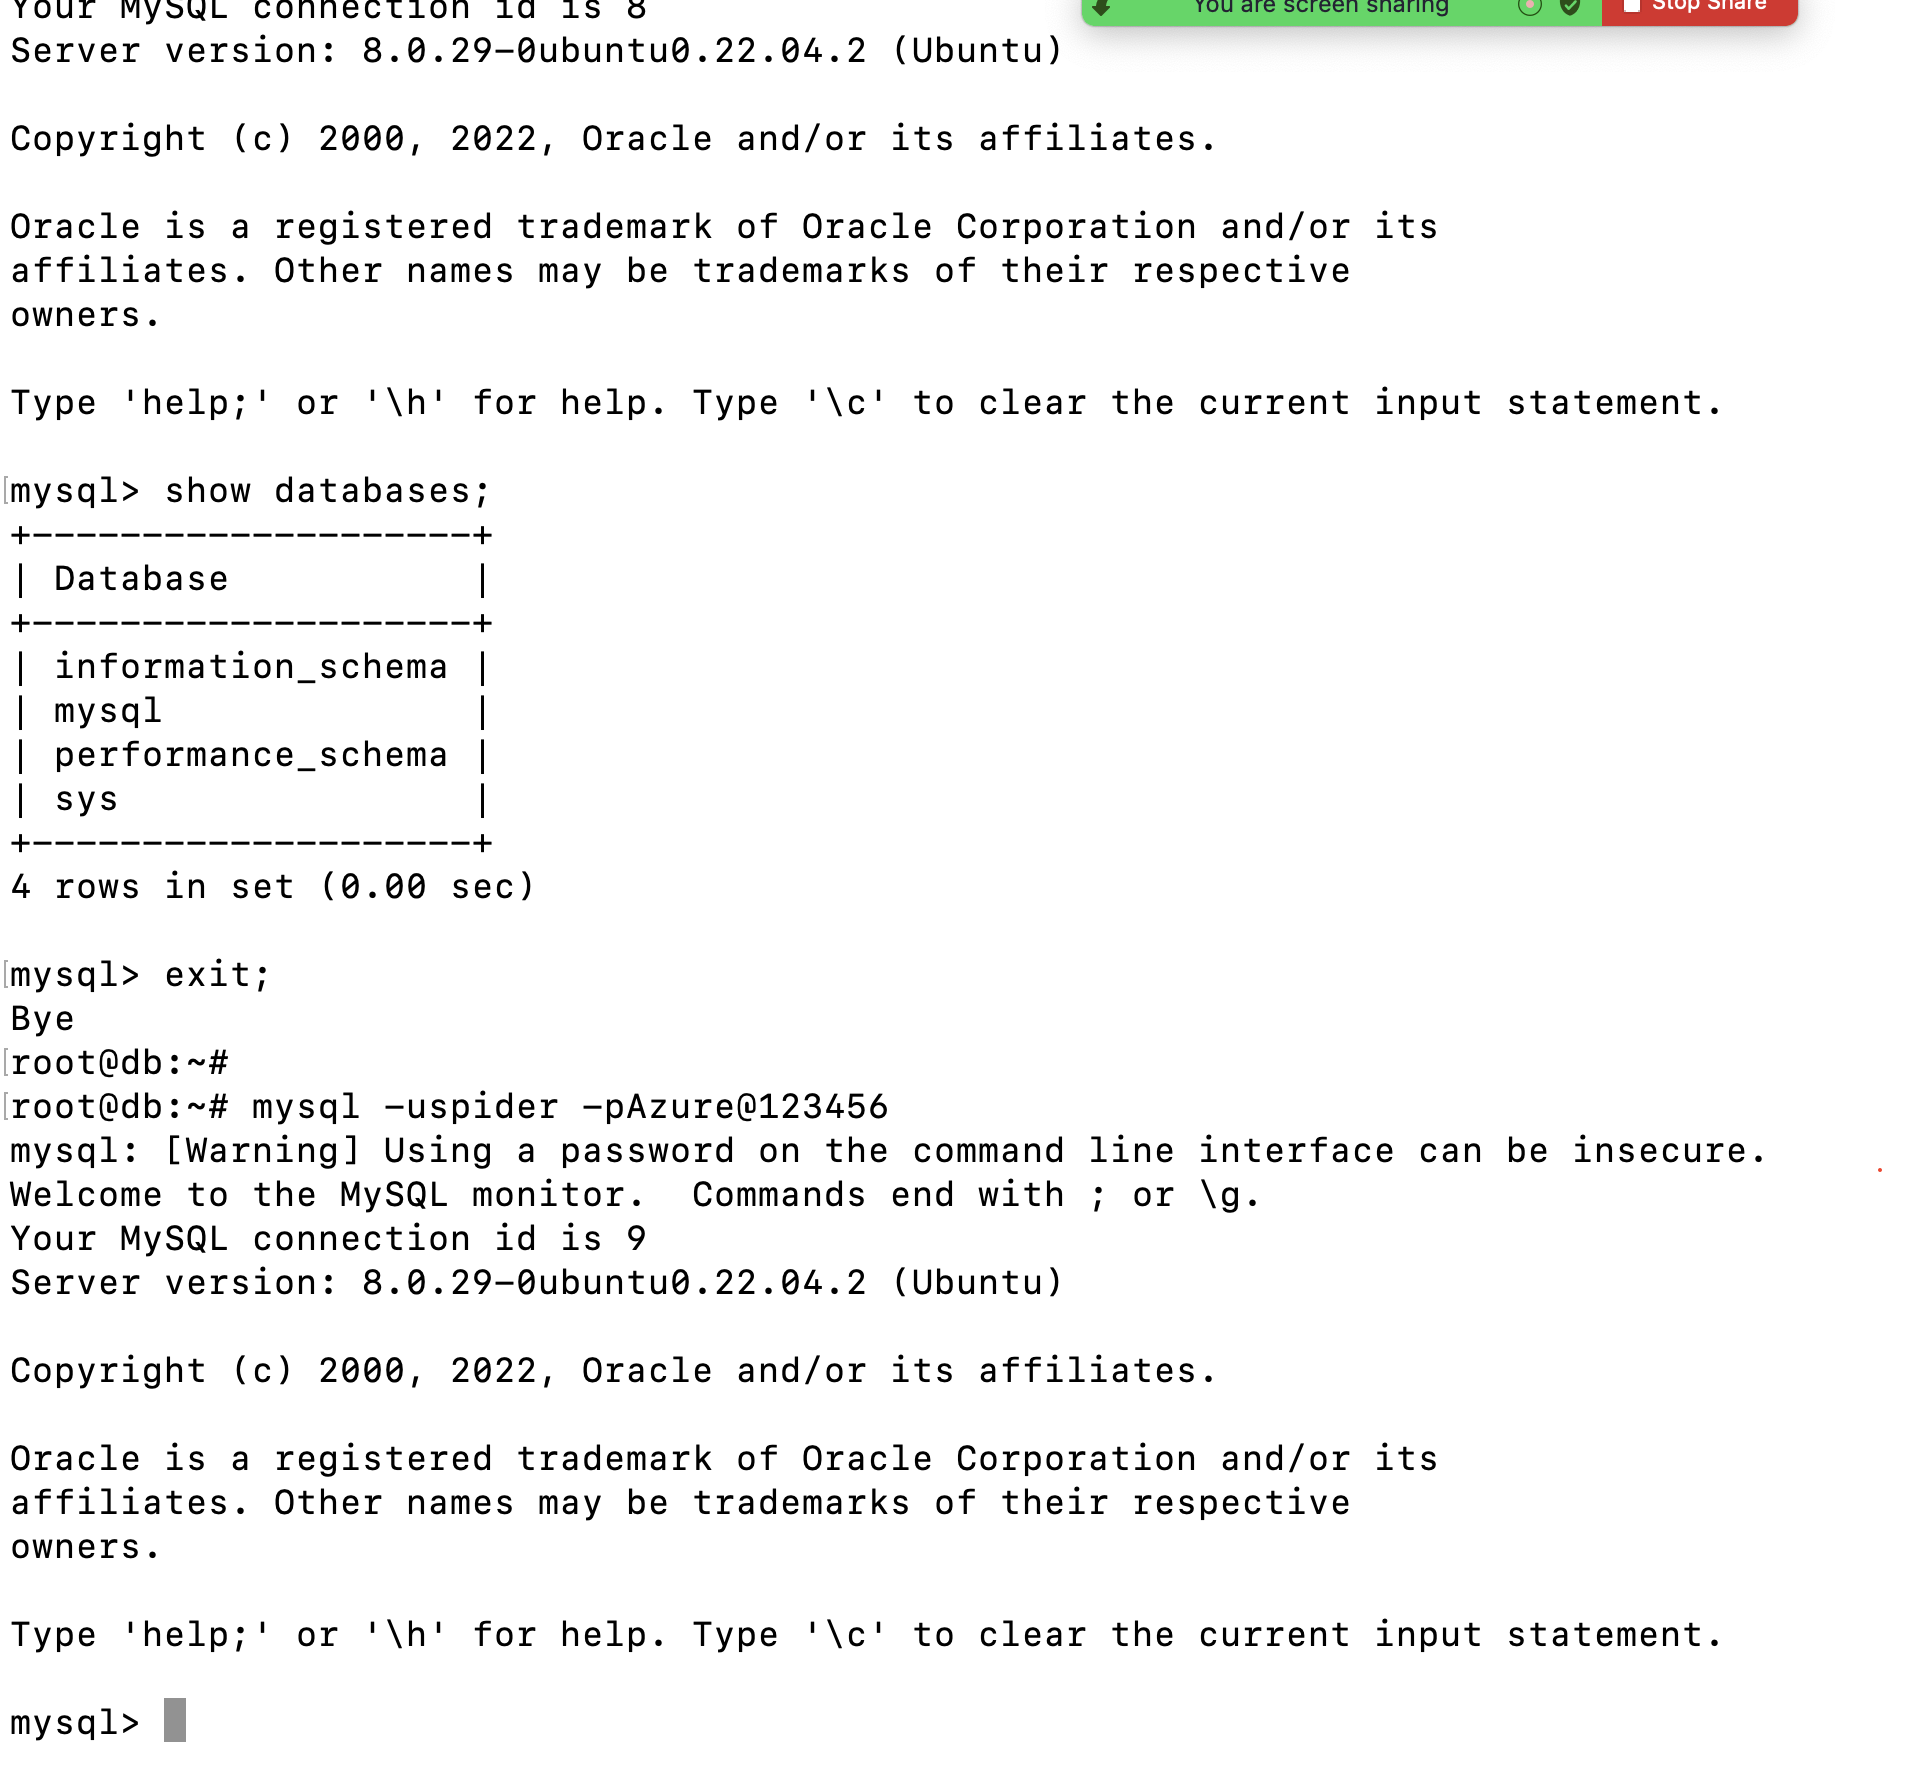 Your MySQL connection id is 8
You are screen sharing
Stop Share
Server version: 8.0.29-0ubuntu0.22.04.2 (Ubuntu)
Copyright (c) 2000, 2022, Oracle and/or its affiliates.
Oracle is a registered trademark of Oracle Corporation and/or its
affiliates. Other names may be trademarks of their respective
owners.
Type 'help;' or '\h' for help. Type '\c' to clear the current input statement.
[mysql> show databases;
+--------------------+
| Database           |
+--------------------+
| information_schema |
| mysql              |
| performance_schema |
| sys                |
+--------------------+
4 rows in set (0.00 sec)
[mysql> exit;
Bye
[root@db:~#
[root@db:~# mysql -uspider -pAzure@123456
mysql: [Warning] Using a password on the command line interface can be insecure.
Welcome to the MySQL monitor.  Commands end with ; or \g.
Your MySQL connection id is 9
Server version: 8.0.29-0ubuntu0.22.04.2 (Ubuntu)
Copyright (c) 2000, 2022, Oracle and/or its affiliates.
Oracle is a registered trademark of Oracle Corporation and/or its
affiliates. Other names may be trademarks of their respective
owners.
Type 'help;' or '\h' for help. Type '\c' to clear the current input statement.
mysql>